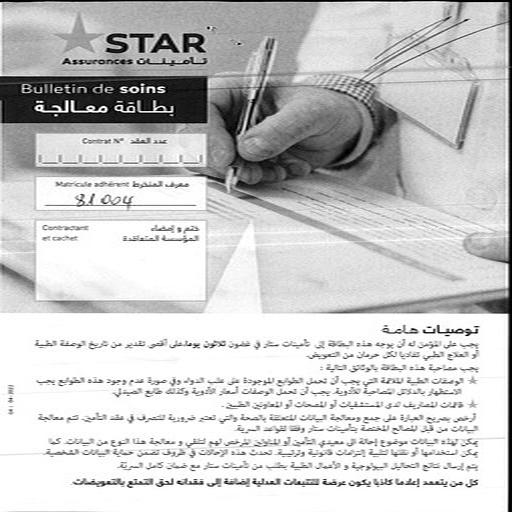 STAR
Assurances تأمينات
Bulletin de soins
بطاقة معالجة
Contrat N° عدد العقد
Matricule adhérent معرف المنخرط
81004
Contractant et cachet
ختم و إمضاء المؤسسة المتعاقدة
توصيات هامة
يجب على المؤمن له أن يوجه هذه البطاقة إلى تأمينات ستار في غضون ثلاثون يوما،على أقصى تقدير من تاريخ الوصفة الطبية
أو العلاج الطبي تفاديا لكل حرمان من التعويض.
يجب مصاحبة هذه البطاقة بالوثائق التالية :
الوصفات الطبية الملائمة التي يجب أن تحمل الطوابع الموجودة على علب الدواء وفي صورة عدم وجود هذه الطوابع يجب
الاستظهار بالدلائل المصاحبة للأدوية. يجب أن تحمل الوصفات أسعار الأدوية وكذلك طابع الصيدلي.
قائمات المصاريف لدى المستشفيات أو المصحات أو المعاونين الطبيين.
أرخص بصريح العبارة على جمع ومعالجة البيانات المتعلقة بالصحة والتي تعتبر ضرورية للتصرف في عقد التأمين. تتم معالجة
البيانات من قبل المصالح المختصة بتأمينات ستار وفقا للقواعد السرية.
يمكن لهذه البيانات موضوع إحالة الى معيدي التأمين أو المناولين المرخص لهم لتلقي و معالجة هذا النوع من البيانات. كما
يمكن استخدامها أو نقلها لتلبية إلتزامات قانونية وترتيبية. تحدث هذه الإحالات في ظروف تضمن حماية البيانات الشخصية.
يتم إرسال نتائج التحاليل البيولوجية و الأعمال الطبية بطلب من تأمينات ستار مع ضمان كامل السرية.
كل من يتعمد إعلاما كاذبا يكون عرضة للتتبعات العدلية إضافة إلى فقدانه لحق التمتع بالتعويضات.